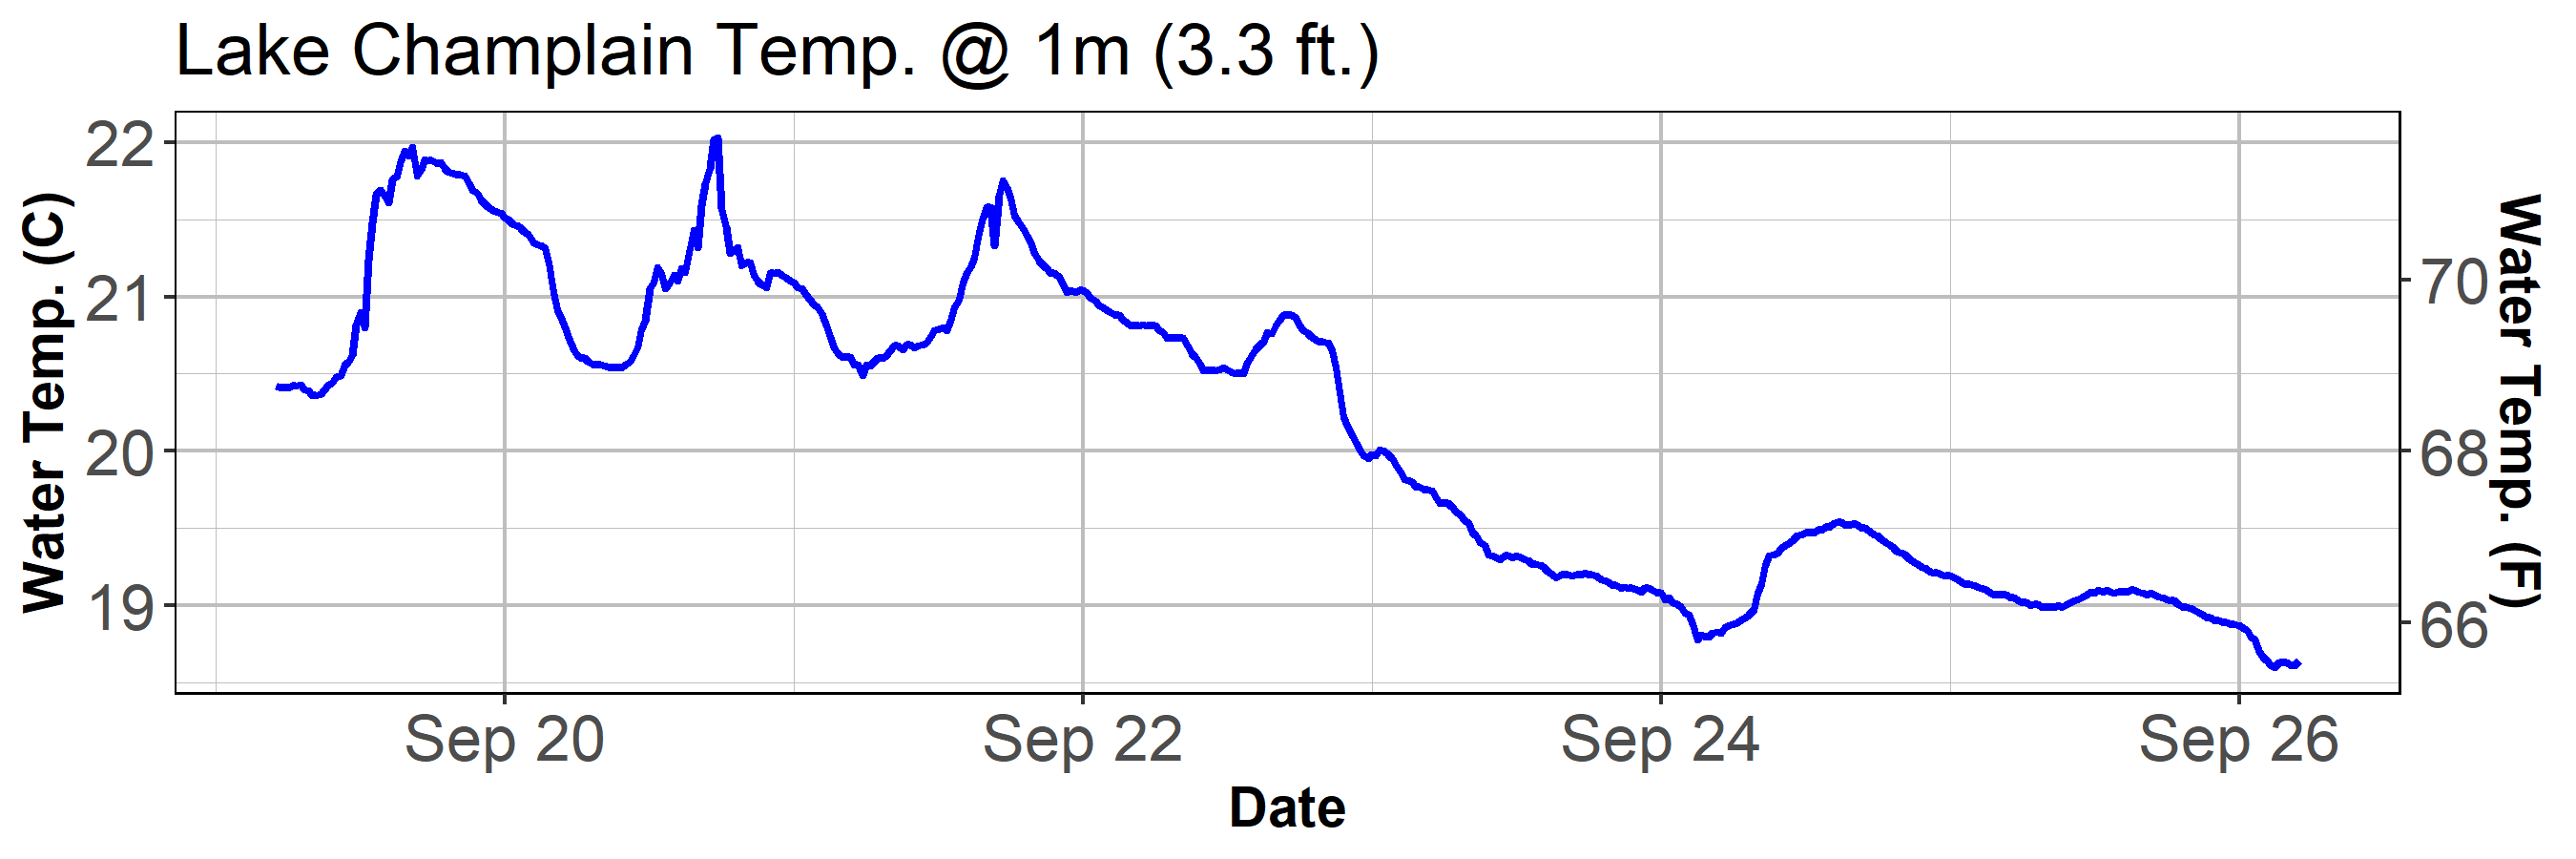 Lake Champlain Temp. @ 1m (3.3 ft.)
Water Temp. (C)
22
21
20
19
70
68
66
Water Temp. (F)
Sep 20 Sep 22 Sep 24 Sep 26
Date